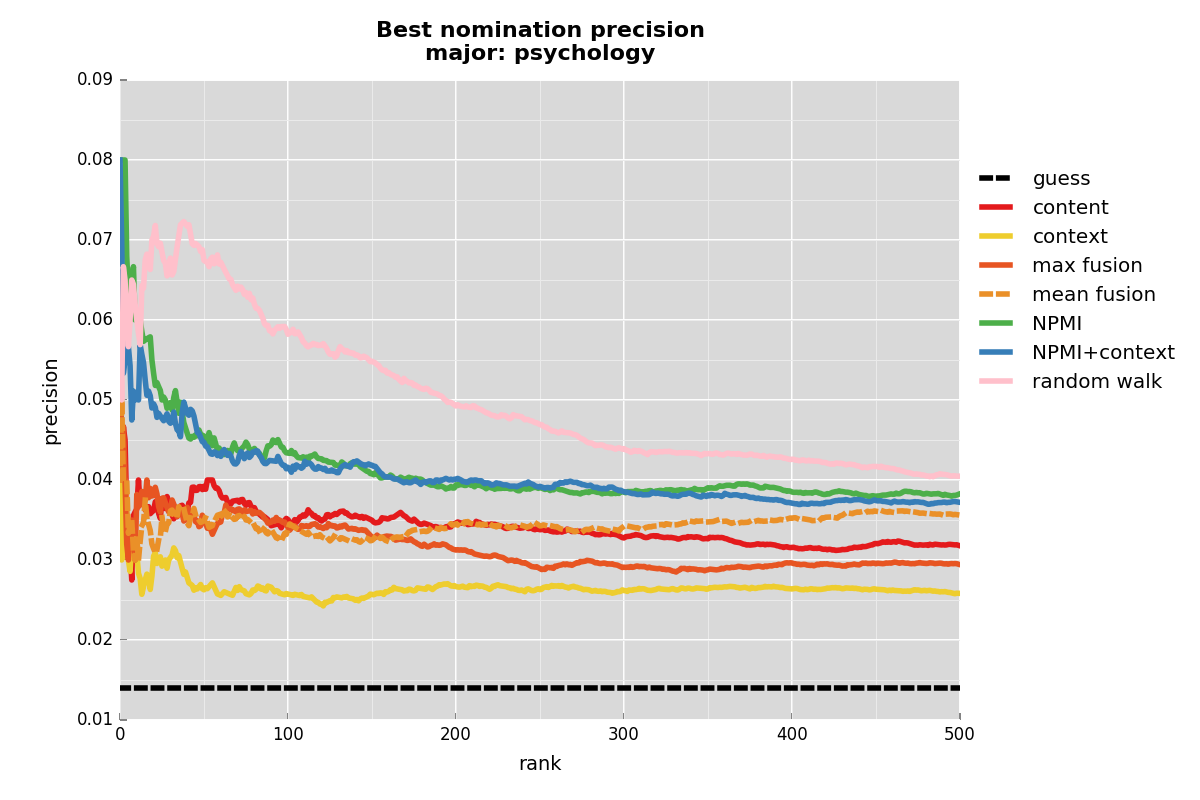 Best nomination precision
major: psychology
precision
0.09
0.08
0.07
0.06
0.05
0.04
0.03
0.02
0.01
0
100
200
300
400
500
rank
guess
content
context
max fusion
mean fusion
NPMI
NPMI+context
random walk